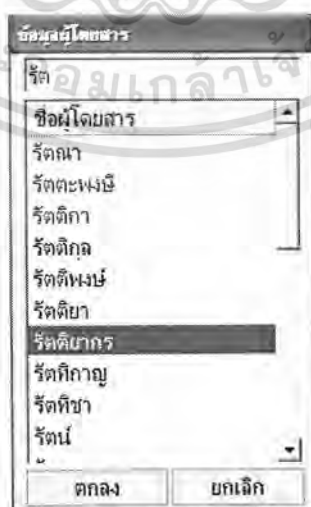 ข้อมูลผู้โดยสาร
รัต
ชื่อผู้โดยสาร
รัตณา
รัตตะพงษ์
รัตติกา
รัตติกุล
รัตติพงษ์
รัตติยา
รัตติยากร
รัตทิกาญ
รัตทิชา
รัตน์
ตกลง
ยกเลิก